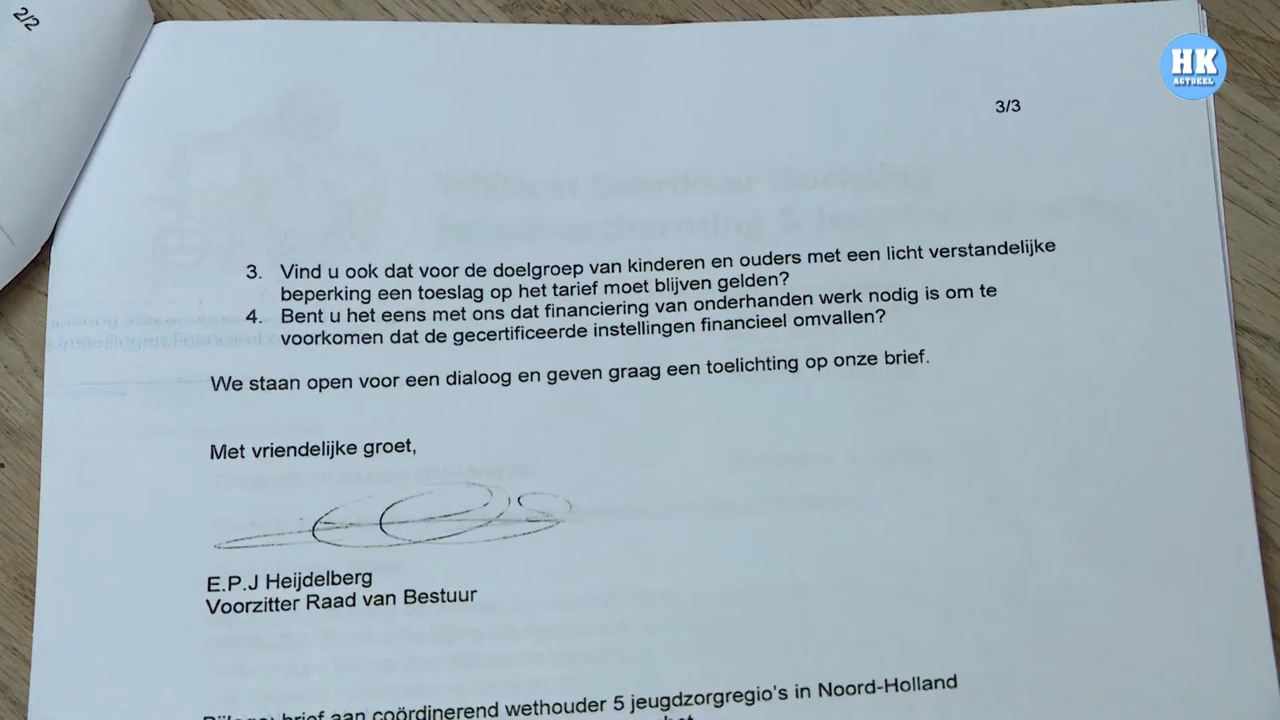 2/2
HK
ACTUEEL
3/3
3. Vind u ook dat voor de doelgroep van kinderen en ouders met een licht verstandelijke
beperking een toeslag op het tarief moet blijven gelden?
4. Bent u het eens met ons dat financiering van onderhanden werk nodig is om te
voorkomen dat de gecertificeerde instellingen financieel omvallen?
We staan open voor een dialoog en geven graag een toelichting op onze brief.
Met vriendelijke groet,
E.P.J Heijdelberg
Voorzitter Raad van Bestuur
brief aan coördinerend wethouder 5 jeugdzorgregio's in Noord-Holland